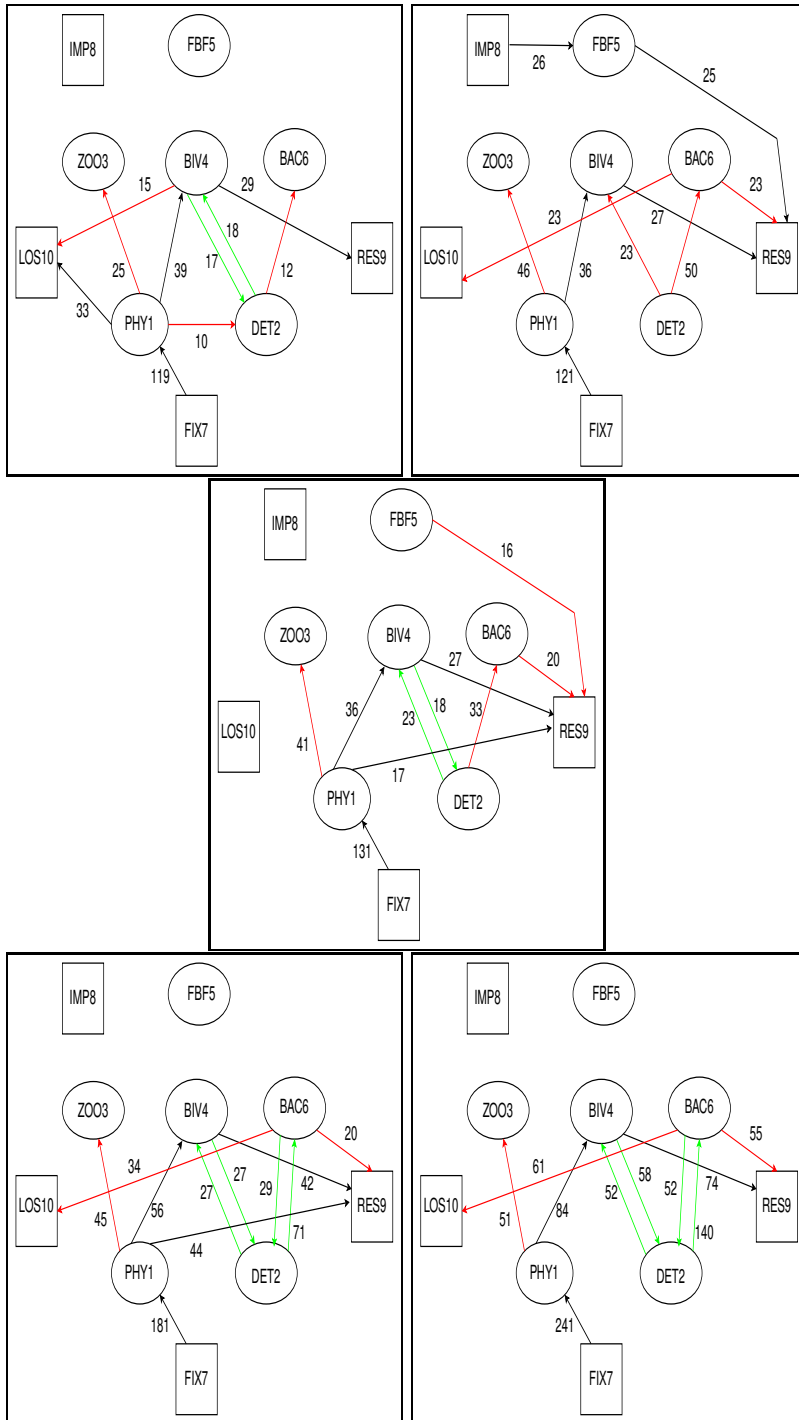 IMP8
FBF5
ZOO3
BIV4
BAC6
15
29
18
LOS10
17
RES9
39
25
12
33
PHY1
DET2
10
119
FIX7
IMP8
FBF5
26
25
ZOO3
BIV4
BAC6
23
23
27
LOS10
RES9
46
36
23
50
PHY1
DET2
121
FIX7
IMP8
FBF5
16
ZOO3
BIV4
BAC6
27
20
36
23
18
33
LOS10
RES9
41
17
PHY1
DET2
131
FIX7
IMP8
FBF5
ZOO3
BIV4
BAC6
20
34
27
42
27
29
LOS10
RES9
45
56
44
71
PHY1
DET2
181
FIX7
IMP8
FBF5
ZOO3
BIV4
BAC6
55
61
58
74
52
52
LOS10
RES9
51
84
140
PHY1
DET2
241
FIX7